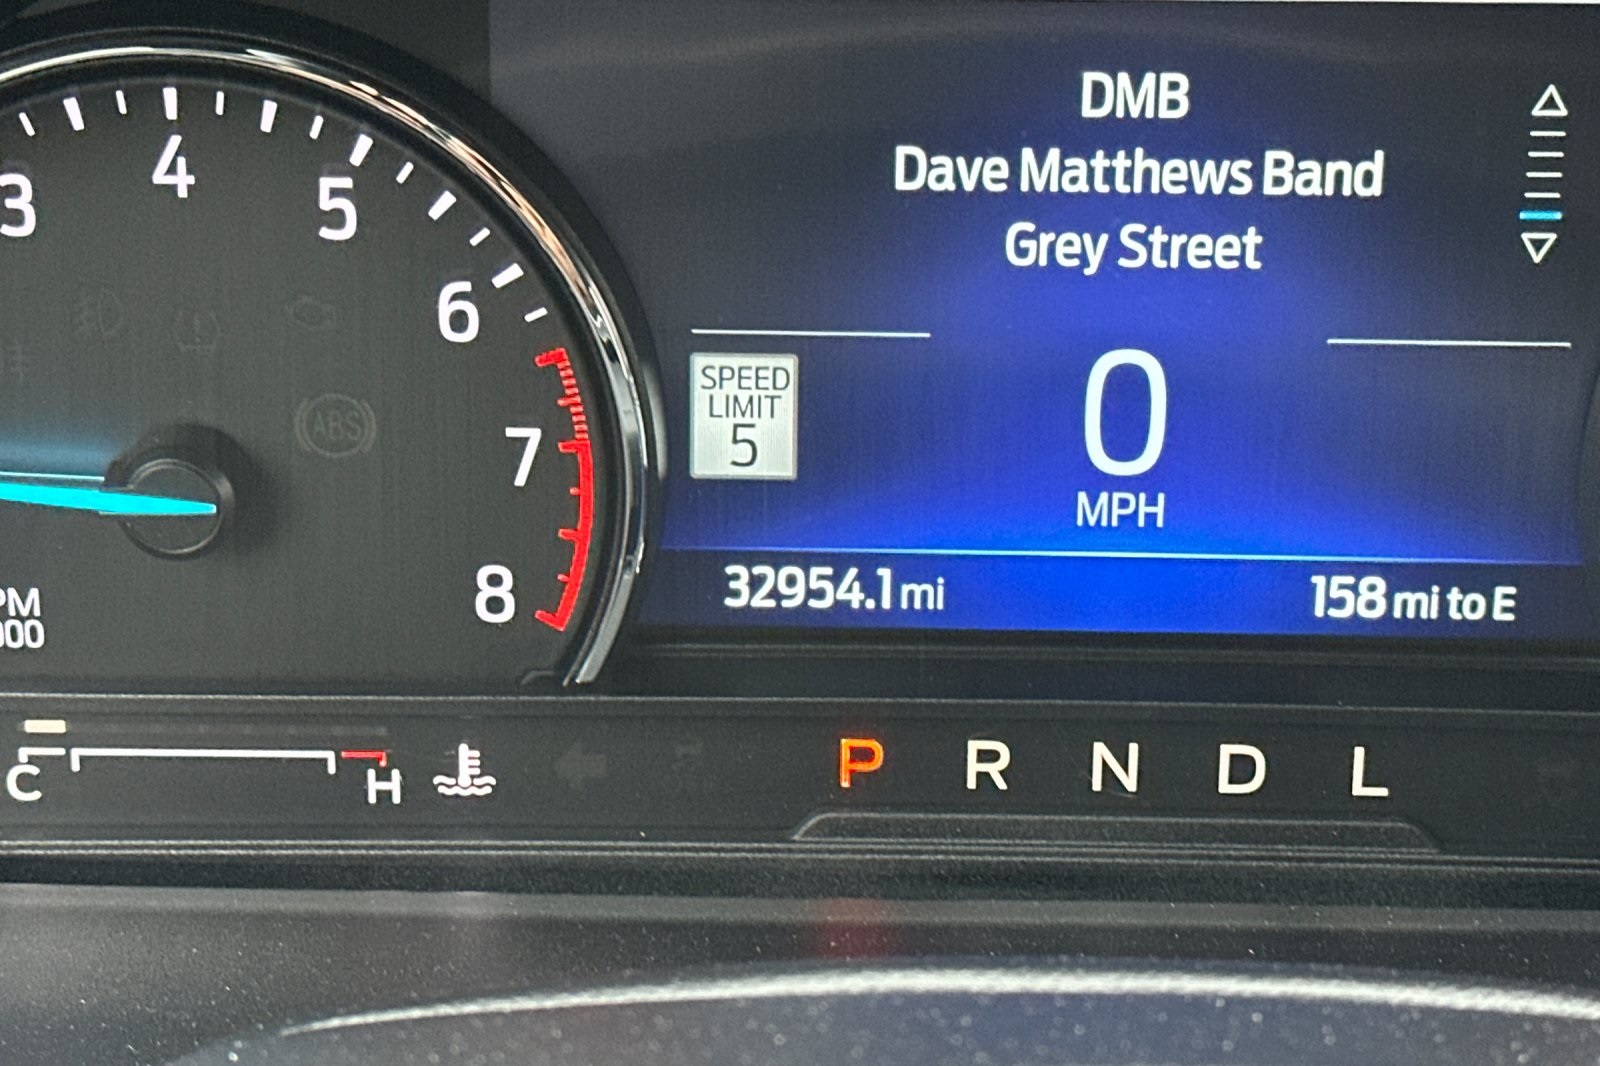 DMB
Dave Matthews Band
Grey Street
3
4
5
6
7
8
ABS
SPEED
LIMIT
5
0
MPH
32954.1 mi
158 mi to E
C
H
P R N D L